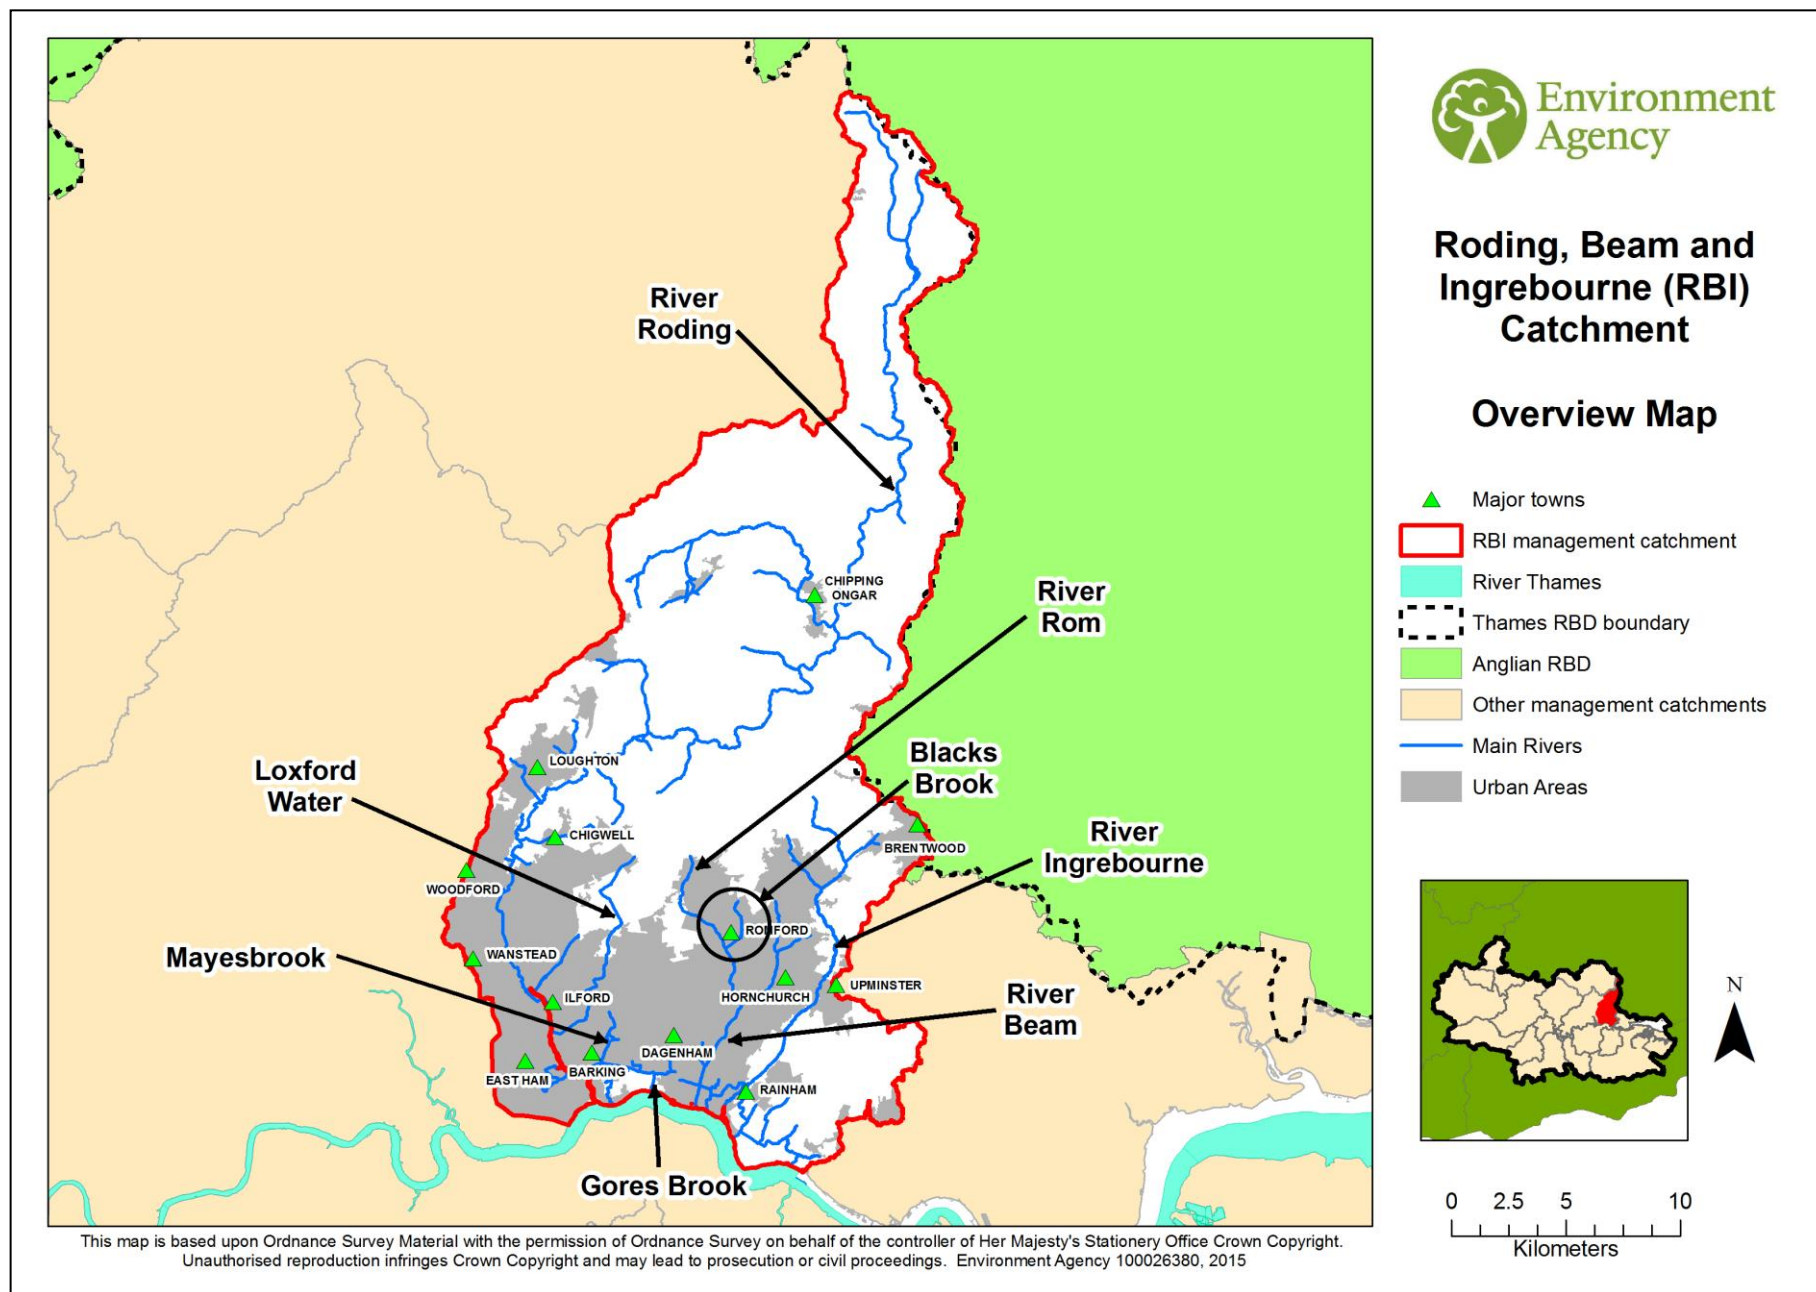 Environment
Agency
Roding, Beam and
Ingrebourne (RBI)
Catchment
Overview Map
Major towns
RBI management catchment
River Thames
Thames RBD boundary
Anglian RBD
Other management catchments
Main Rivers
Urban Areas
River
Roding
CHIPPING
ONGAR
River
Rom
Blacks
Brook
Loxford
Water
LOUGHTON
CHIGWELL
BRENTWOOD
River
Ingrebourne
WOODFORD
Mayesbrook
WANSTEAD
ROMFORD
ILFORD
HORNCHURCH
UPMINSTER
River
Beam
DAGENHAM
EAST HAM
BARKING
RAINHAM
Gores Brook
N
0 2.5 5 10
Kilometers
This map is based upon Ordnance Survey Material with the permission of Ordnance Survey on behalf of the controller of Her Majesty's Stationery Office Crown Copyright.
Unauthorised reproduction infringes Crown Copyright and may lead to prosecution or civil proceedings. Environment Agency 100026380, 2015